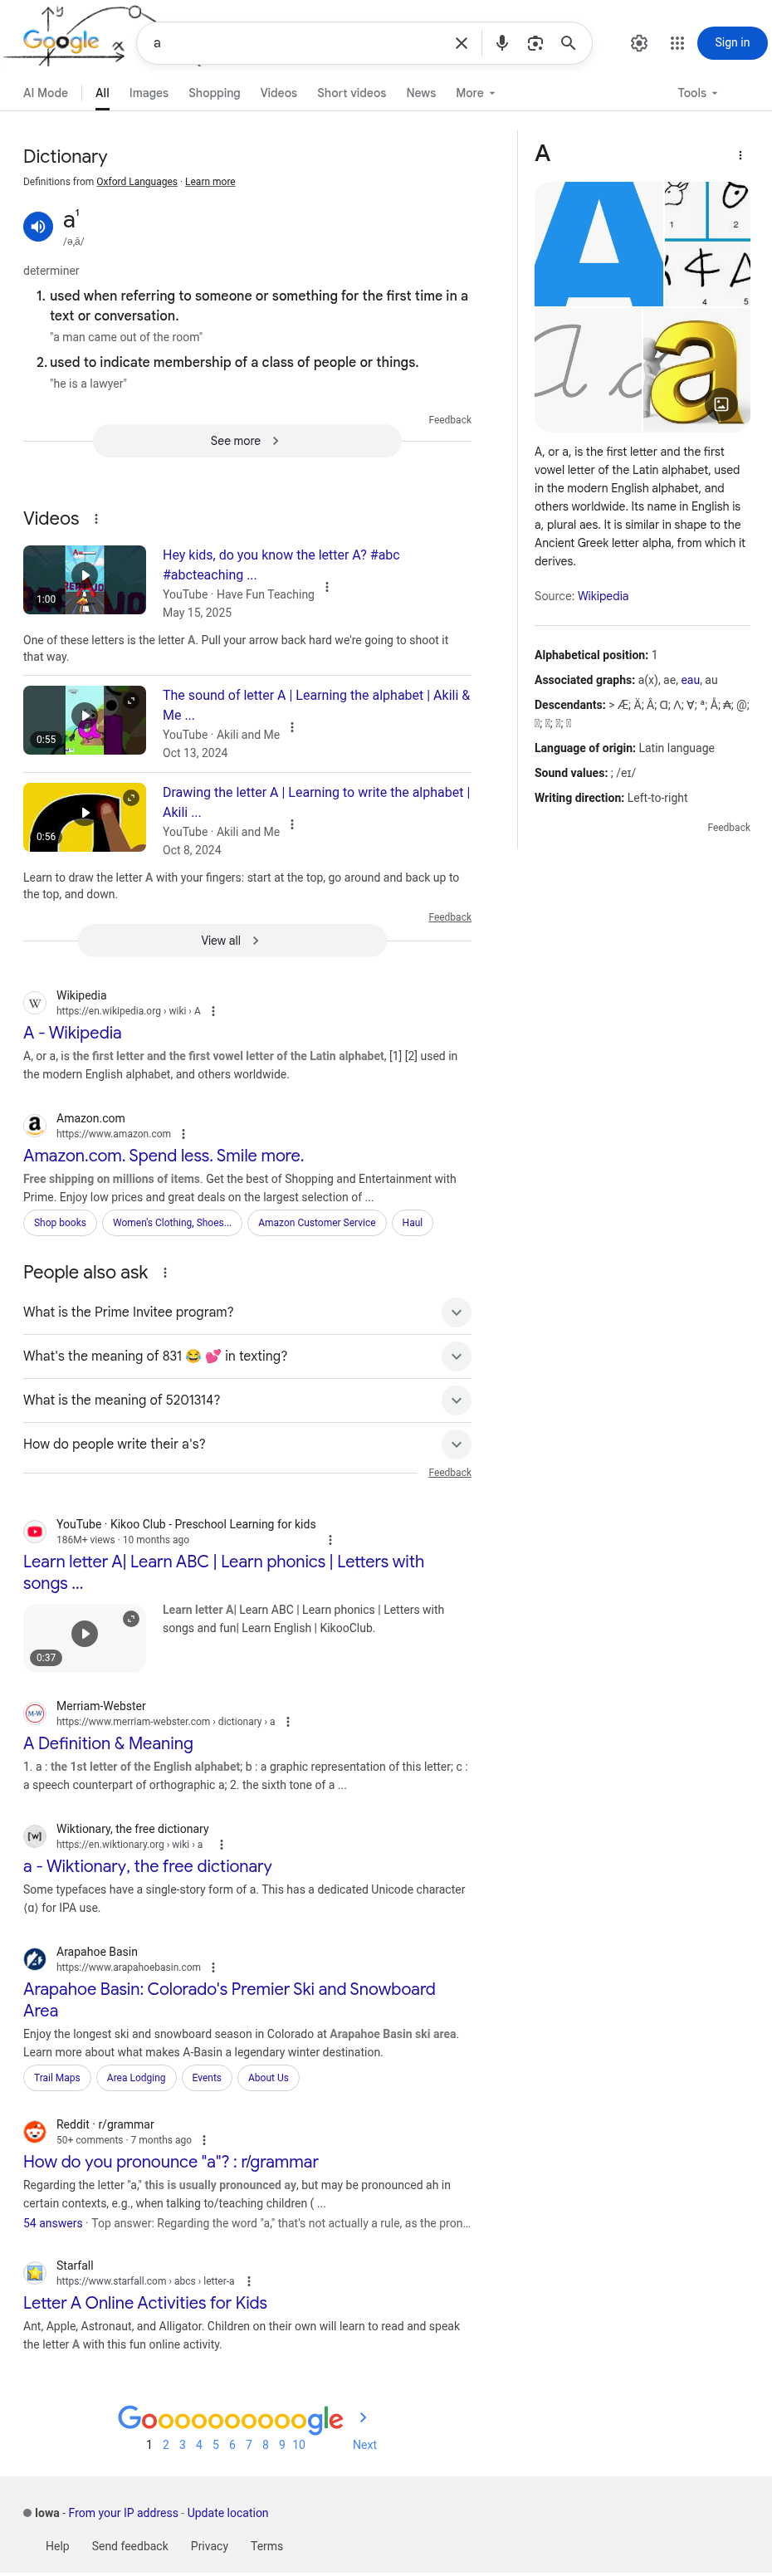 Google
a
Sign in
AI Mode
All
Images
Shopping
Videos
Short videos
News
More
Tools
Dictionary
Definitions from Oxford Languages · Learn more
a¹
/ə,ā/
determiner
1. used when referring to someone or something for the first time in a
text or conversation.
"a man came out of the room"
2. used to indicate membership of a class of people or things.
"he is a lawyer"
Feedback
See more
Videos
1:00
Hey kids, do you know the letter A? #abc
#abcteaching ...
YouTube · Have Fun Teaching
May 15, 2025
One of these letters is the letter A. Pull your arrow back hard we're going to shoot it
that way.
0:55
The sound of letter A | Learning the alphabet | Akili &
Me ...
YouTube · Akili and Me
Oct 13, 2024
0:56
Drawing the letter A | Learning to write the alphabet |
Akili ...
YouTube · Akili and Me
Oct 8, 2024
Learn to draw the letter A with your fingers: start at the top, go around and back up to
the top, and down.
Feedback
View all
W
Wikipedia
https://en.wikipedia.org › wiki › A
A - Wikipedia
A, or a, is the first letter and the first vowel letter of the Latin alphabet, [1] [2] used in
the modern English alphabet, and others worldwide.
a
Amazon.com
https://www.amazon.com
Amazon.com. Spend less. Smile more.
Free shipping on millions of items. Get the best of Shopping and Entertainment with
Prime. Enjoy low prices and great deals on the largest selection of ...
Shop books
Women's Clothing, Shoes...
Amazon Customer Service
Haul
People also ask
What is the Prime Invitee program?
What's the meaning of 831 😂 💕 in texting?
What is the meaning of 5201314?
How do people write their a's?
Feedback
YouTube · Kikoo Club - Preschool Learning for kids
186M+ views · 10 months ago
Learn letter A| Learn ABC | Learn phonics | Letters with
songs ...
0:37
Learn letter A| Learn ABC | Learn phonics | Letters with
songs and fun| Learn English | KikooClub.
M-W
Merriam-Webster
https://www.merriam-webster.com › dictionary › a
A Definition & Meaning
1. a : the 1st letter of the English alphabet; b : a graphic representation of this letter; c :
a speech counterpart of orthographic a; 2. the sixth tone of a ...
[w]
Wiktionary, the free dictionary
https://en.wiktionary.org › wiki › a
a - Wiktionary, the free dictionary
Some typefaces have a single-story form of a. This has a dedicated Unicode character
⟨ɑ⟩ for IPA use.
Arapahoe Basin
https://www.arapahoebasin.com
Arapahoe Basin: Colorado's Premier Ski and Snowboard
Area
Enjoy the longest ski and snowboard season in Colorado at Arapahoe Basin ski area.
Learn more about what makes A-Basin a legendary winter destination.
Trail Maps
Area Lodging
Events
About Us
Reddit · r/grammar
50+ comments · 7 months ago
How do you pronounce "a"? : r/grammar
Regarding the letter "a," this is usually pronounced ay, but may be pronounced ah in
certain contexts, e.g., when talking to/teaching children ( ...
54 answers · Top answer: Regarding the word "a," that's not actually a rule, as the pron...
Starfall
https://www.starfall.com › abcs › letter-a
Letter A Online Activities for Kids
Ant, Apple, Astronaut, and Alligator. Children on their own will learn to read and speak
the letter A with this fun online activity.
A
A
1
2
4
5
a
a
A, or a, is the first letter and the first
vowel letter of the Latin alphabet, used
in the modern English alphabet, and
others worldwide. Its name in English is
a, plural aes. It is similar in shape to the
Ancient Greek letter alpha, from which it
derives.
Source: Wikipedia
Alphabetical position: 1
Associated graphs: a(x), ae, eau, au
Descendants: > Æ; Ä; Â; Ɑ; Λ; Ɐ; ª; Å; ₳; @;
Language of origin: Latin language
Sound values: ; /eɪ/
Writing direction: Left-to-right
Feedback
Goooooooooogle
1 2 3 4 5 6 7 8 9 10 Next
Iowa - From your IP address - Update location
Help
Send feedback
Privacy
Terms